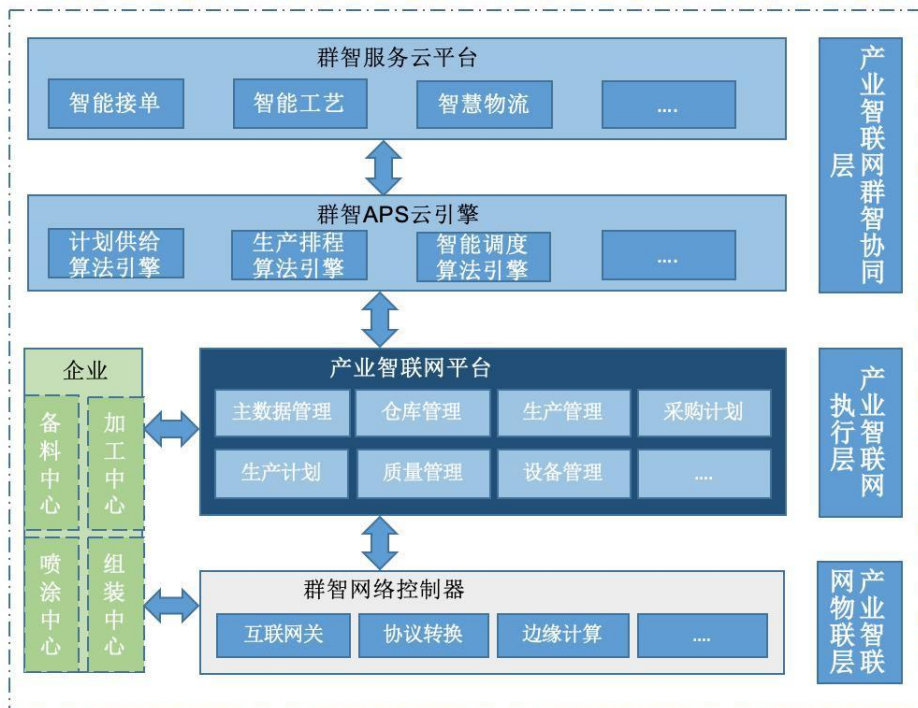 群智服务云平台
智能接单
智能工艺
智慧物流
....
产业智联网群智协同
层
群智APS云引擎
计划供给
算法引擎
生产排程
算法引擎
智能调度
算法引擎
....
企业
备料中心
加工中心
喷涂中心
组装中心
产业智联网平台
主数据管理
仓库管理
生产管理
采购计划
生产计划
质量管理
设备管理
....
产业智联网
执行层
群智网络控制器
互联网关
协议转换
边缘计算
....
产业智联
网物联层